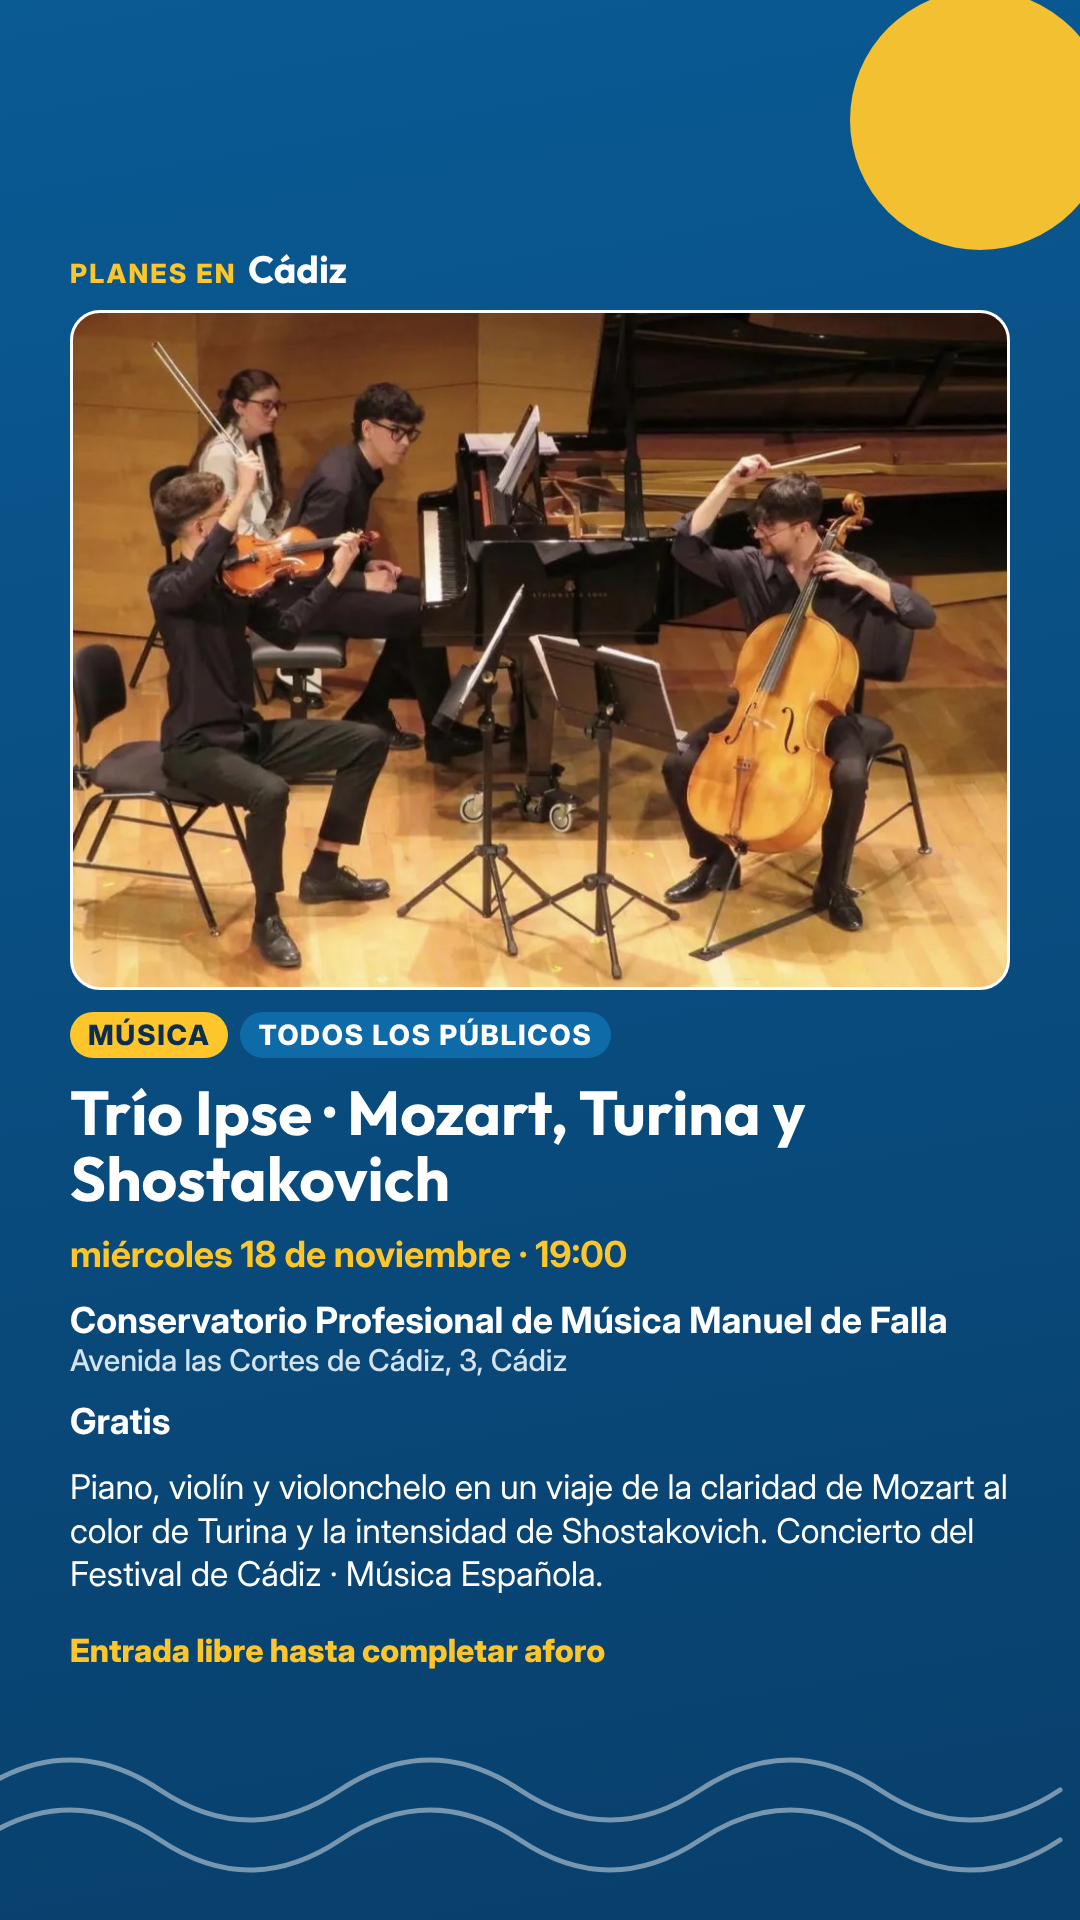 PLANES EN Cádiz
STEINWAY & SONS
MÚSICA
TODOS LOS PÚBLICOS
Trío Ipse · Mozart, Turina y
Shostakovich
miércoles 18 de noviembre · 19:00
Conservatorio Profesional de Música Manuel de Falla
Avenida las Cortes de Cádiz, 3, Cádiz
Gratis
Piano, violín y violonchelo en un viaje de la claridad de Mozart al
color de Turina y la intensidad de Shostakovich. Concierto del
Festival de Cádiz · Música Española.
Entrada libre hasta completar aforo